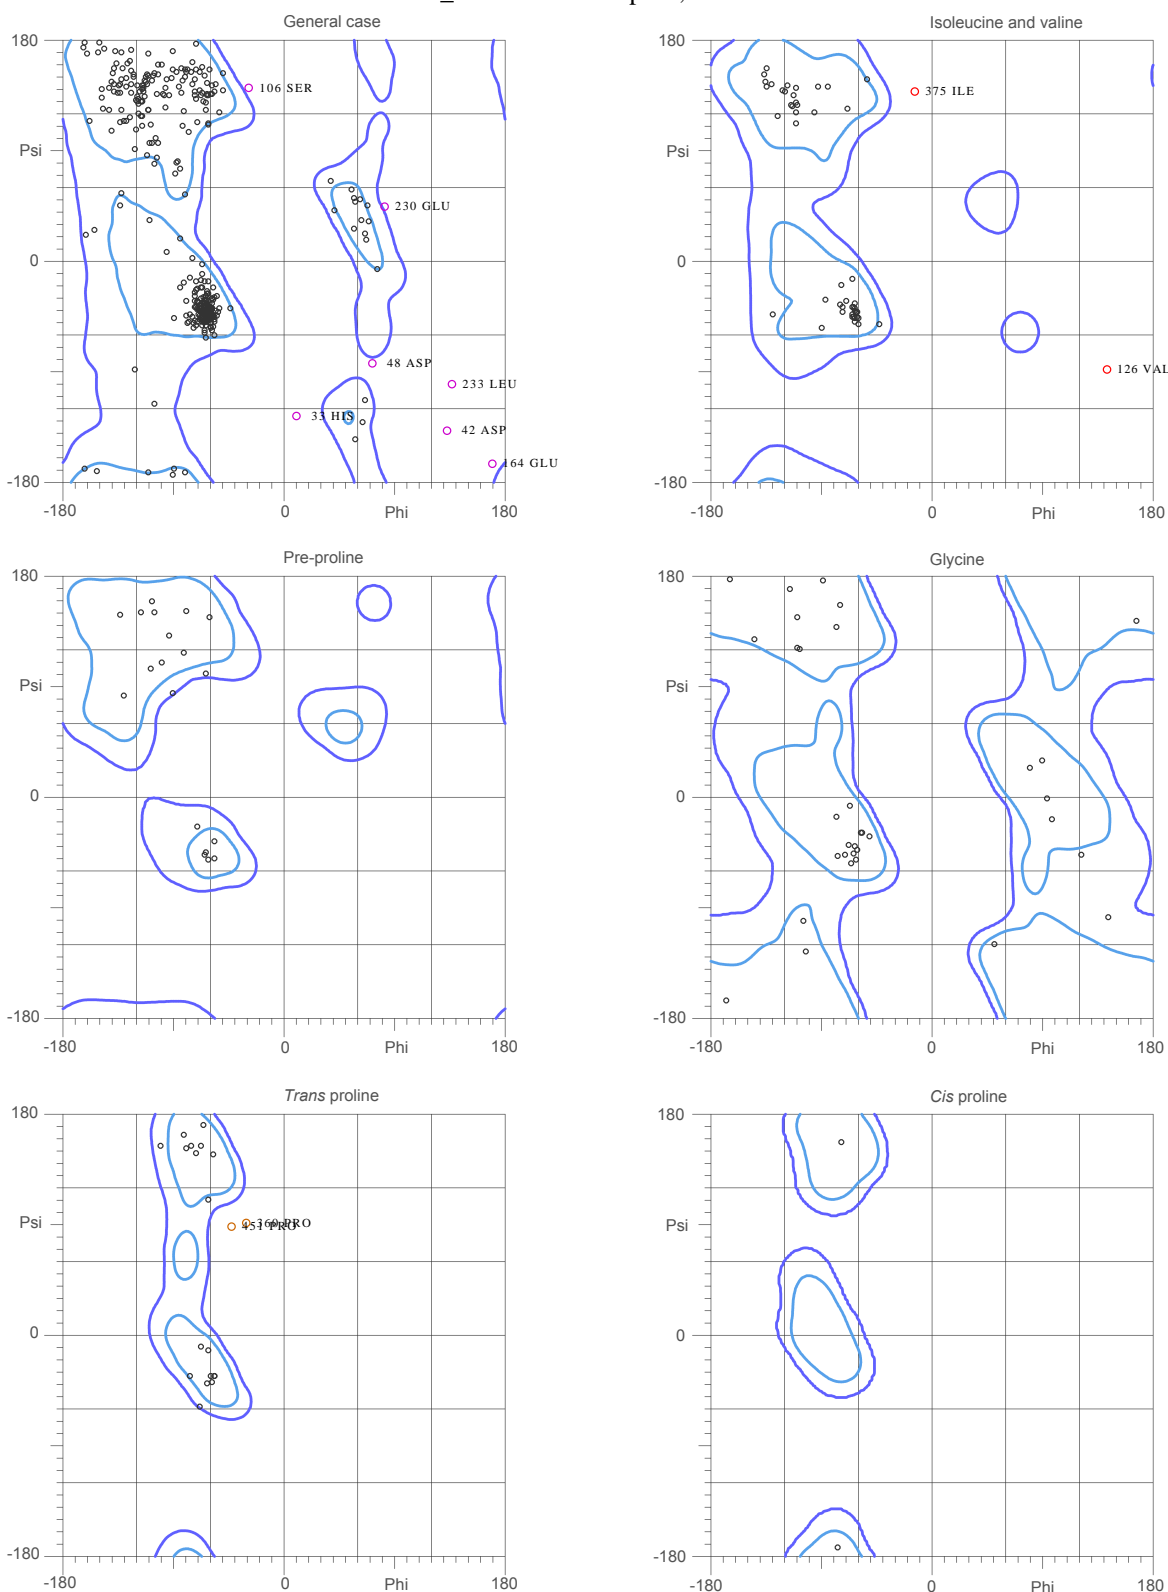 General case
Isoleucine and valine
180
106 SER
Psi
230 GLU
0
48 ASP
233 LEU
33 HIS
42 ASP
164 GLU
-180
-180
0
Phi
180
180
375 ILE
Psi
0
126 VAL
-180
-180
0
Phi
180
Pre-proline
Glycine
180
Psi
0
-180
-180
0
Phi
180
180
Psi
0
-180
-180
0
Phi
180
Trans proline
Cis proline
180
Psi
360 PRO
451 PRO
0
-180
-180
0
Phi
180
180
Psi
0
-180
-180
0
Phi
180